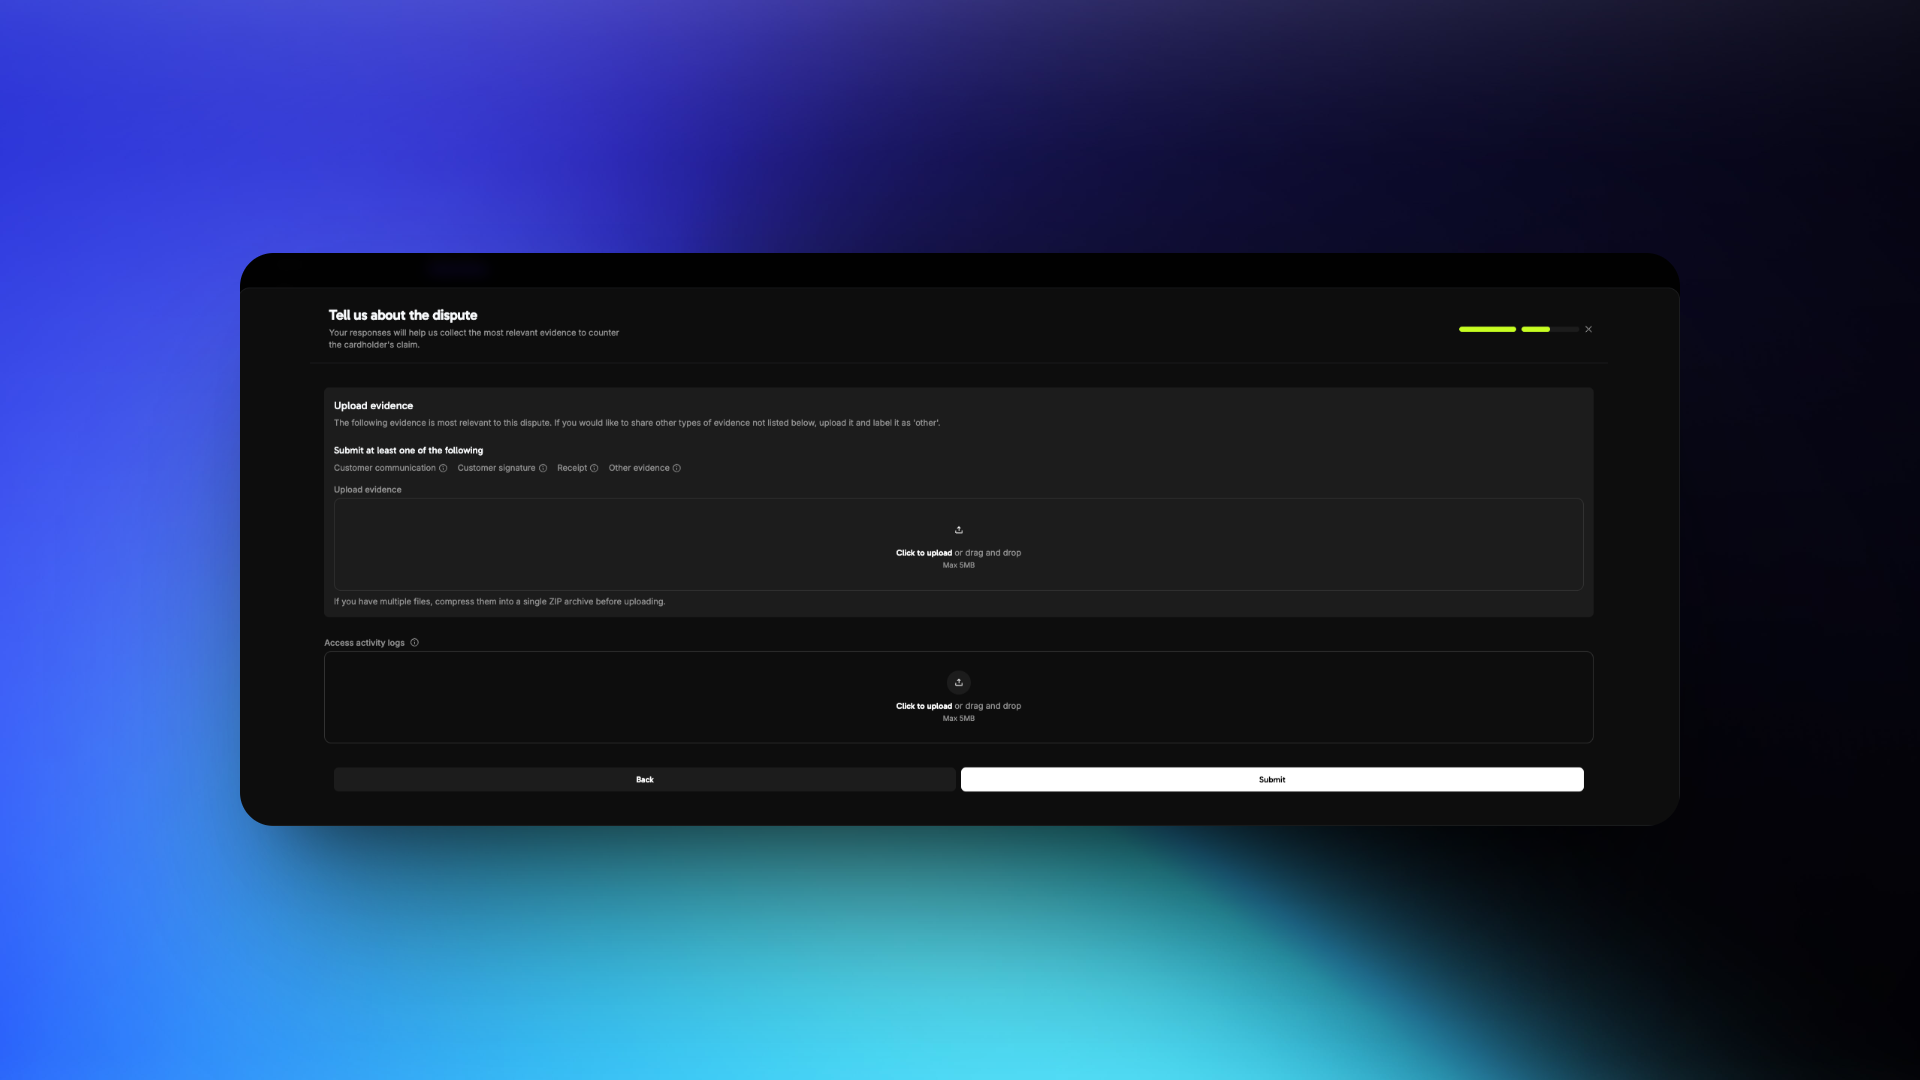 Tell us about the dispute
Your responses will help us collect the most relevant evidence to counter
the cardholder's claim.
Upload evidence
The following evidence is most relevant to this dispute. If you would like to share other types of evidence not listed below, upload it and label it as 'other'.
Submit at least one of the following
Customer communication Customer signature Receipt Other evidence
Upload evidence
Click to upload or drag and drop
Max 5MB
If you have multiple files, compress them into a single ZIP archive before uploading.
Access activity logs
Click to upload or drag and drop
Max 5MB
Back Submit